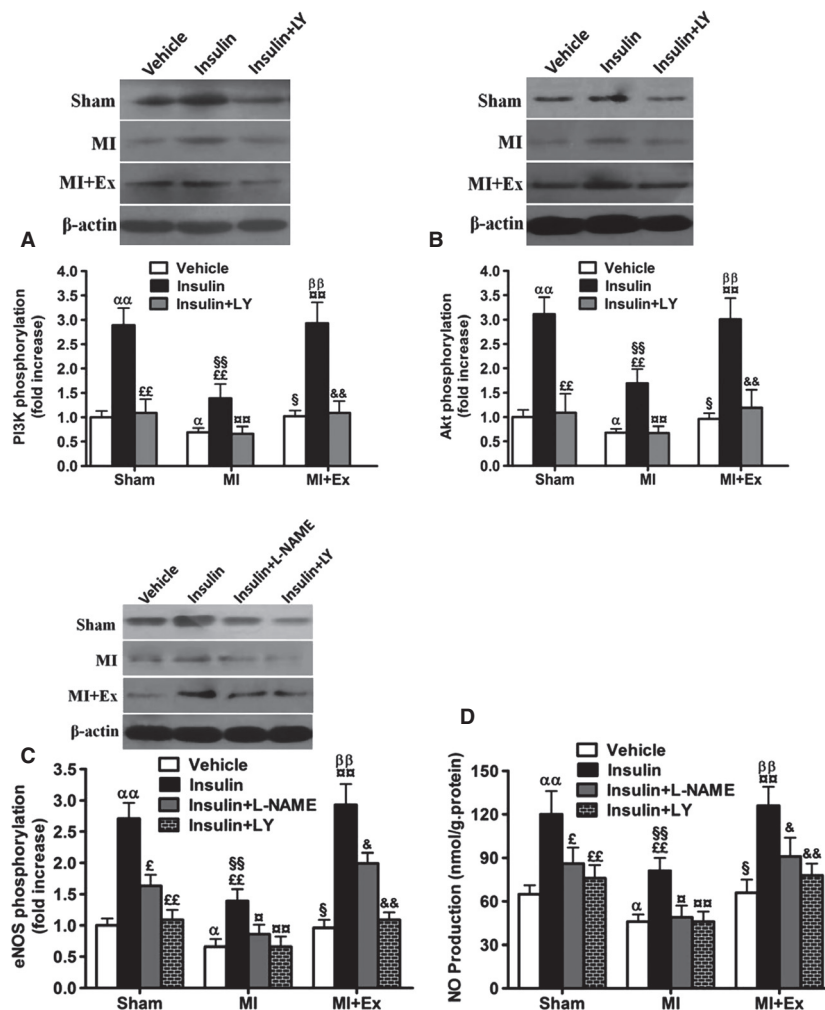 Vehicle Insulin Insulin+LY
Sham
MI
MI+Ex
β-actin
A
Vehicle
Insulin
Insulin+LY
PI3K phosphorylation
(fold increase)
4.0
3.5
3.0
2.5
2.0
1.5
1.0
0.5
0.0
αα ££ α §§ ££ ¤¤ § ββ ¤¤ &&
Sham MI MI+Ex
Vehicle Insulin Insulin+LY
Sham
MI
MI+Ex
β-actin
B
Vehicle
Insulin
Insulin+LY
Akt phosphorylation
(fold increase)
4.0
3.5
3.0
2.5
2.0
1.5
1.0
0.5
0.0
αα ££ α §§ ££ ¤¤ § ββ ¤¤ &&
Sham MI MI+Ex
Vehicle Insulin Insulin+L-NAME Insulin+LY
Sham
MI
MI+Ex
β-actin
C
Vehicle
Insulin
Insulin+L-NAME
Insulin+LY
eNOS phosphorylation
(fold increase)
3.5
3.0
2.5
2.0
1.5
1.0
0.5
0.0
αα £ ££ α §§ ££ ¤ ¤¤ § ββ ¤¤ & &&
Sham MI MI+Ex
D
Vehicle
Insulin
Insulin+L-NAME
Insulin+LY
NO Production (nmol/g.protein)
150
120
90
60
30
0
αα £ ££ α §§ ££ ¤ ¤¤ § ββ ¤¤ & &&
Sham MI MI+Ex